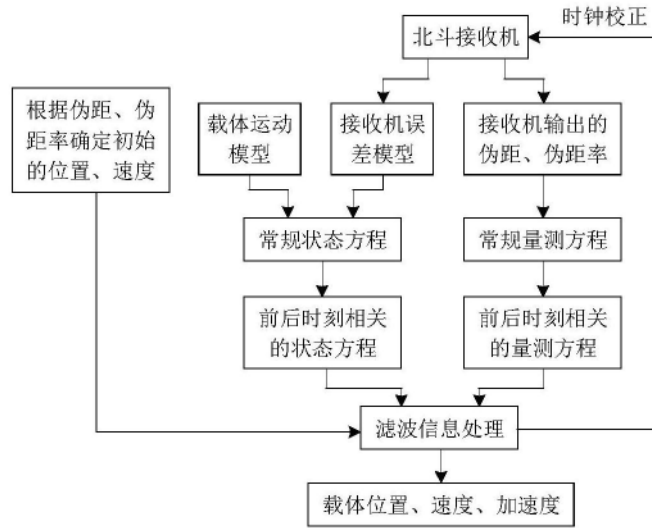 时钟校正
北斗接收机
根据伪距、伪
距率确定初始
的位置、速度
载体运动
模型
接收机误
差模型
接收机输出的
伪距、伪距率
常规状态方程
常规量测方程
前后时刻相关
的状态方程
前后时刻相关
的量测方程
滤波信息处理
载体位置、速度、加速度